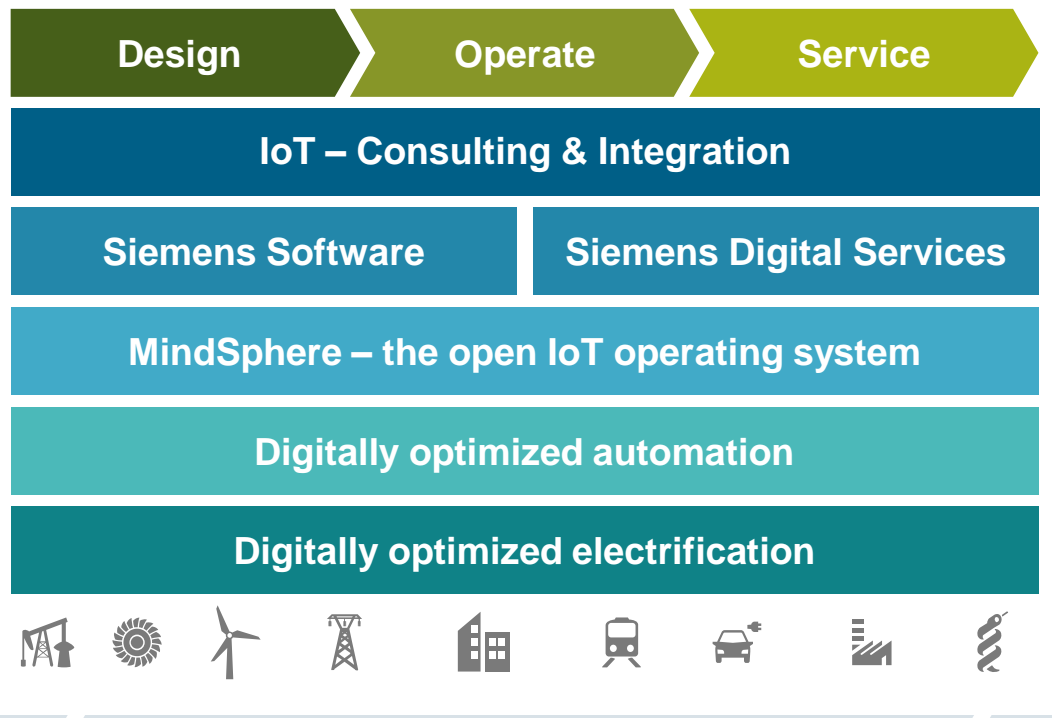 Design
Operate
Service
IoT – Consulting & Integration
Siemens Software
Siemens Digital Services
MindSphere – the open IoT operating system
Digitally optimized automation
Digitally optimized electrification